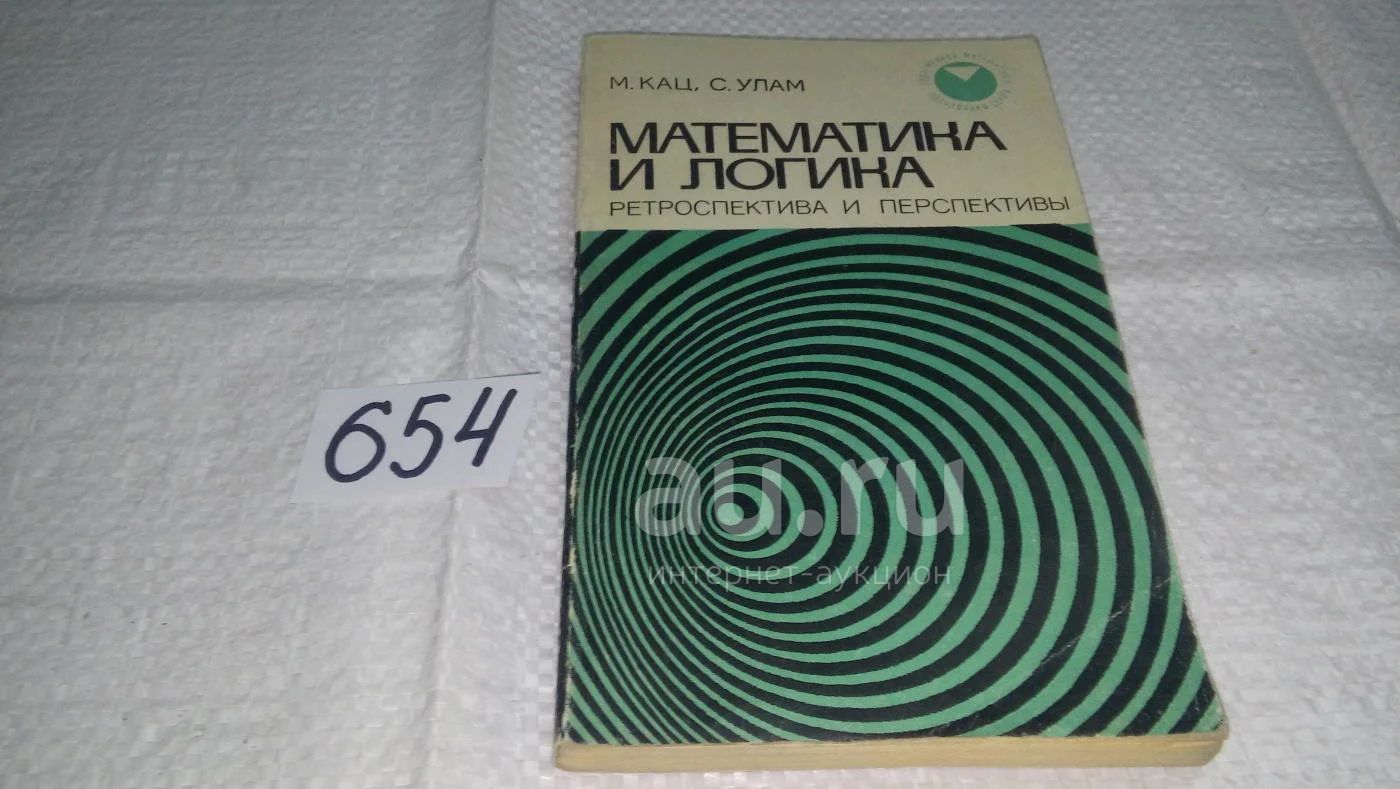 М. КАЦ, С. УЛАМ
МАТЕМАТИКА
И ЛОГИКА
РЕТРОСПЕКТИВА И ПЕРСПЕКТИВЫ
654
au.ru
интернет-аукцион